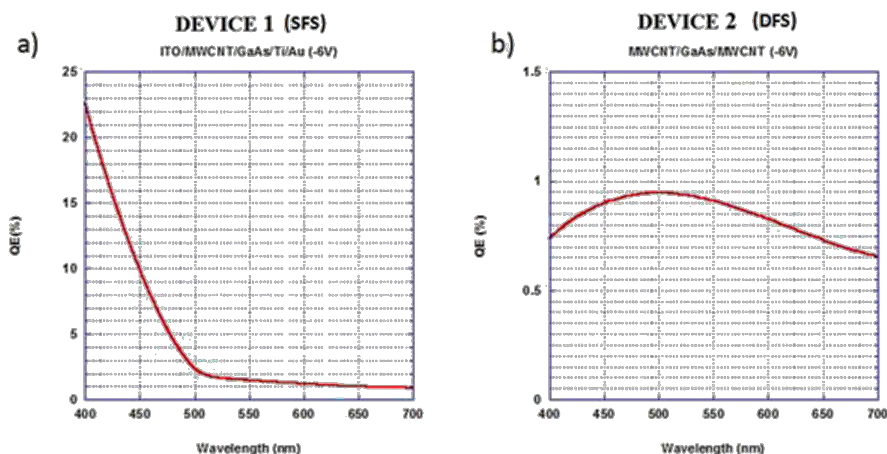 DEVICE 1 (SFS)
a)
ITO/MWCNT/GaAs/Ti/Au (-6V)
25
20
15
10
5
0
QE(%)
400 450 500 550 600 650 700
Wavelength (nm)
DEVICE 2 (DFS)
b)
MWCNT/GaAs/MWCNT (-6V)
1.5
1
0.5
0
QE (%)
400 450 500 550 600 650 700
Wavelength (nm)